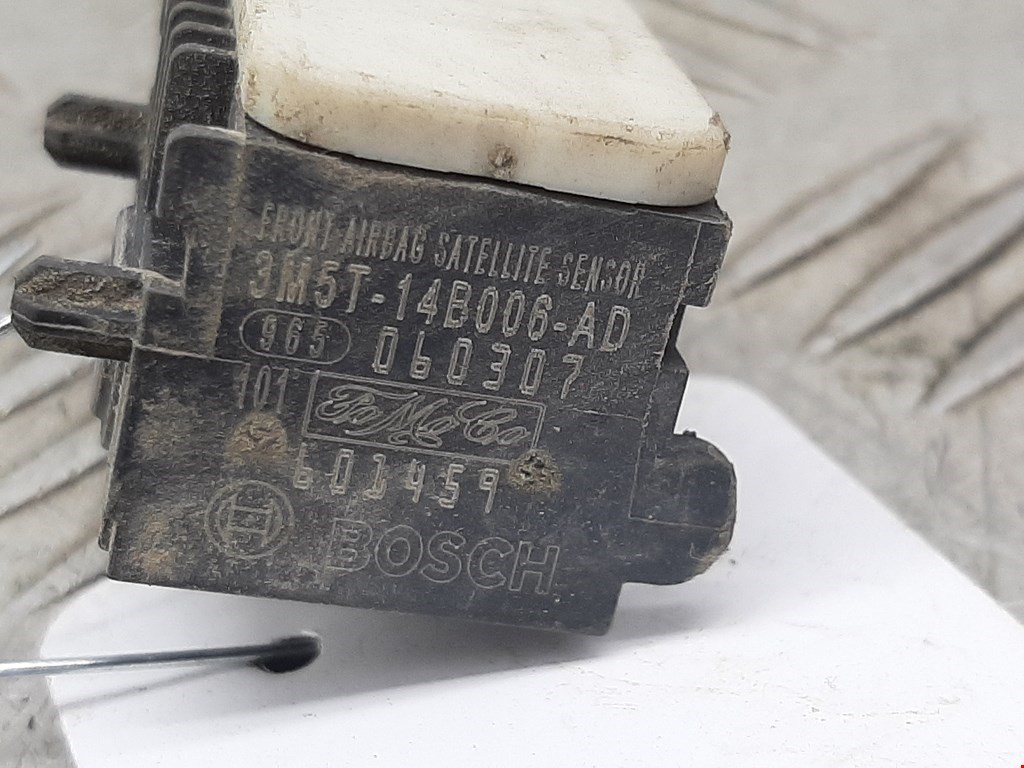 FRONT AIRBAG SATELLITE SENSOR
3M5T-14B006-AD
965 060307
101 FoMoCo
601459
BOSCH